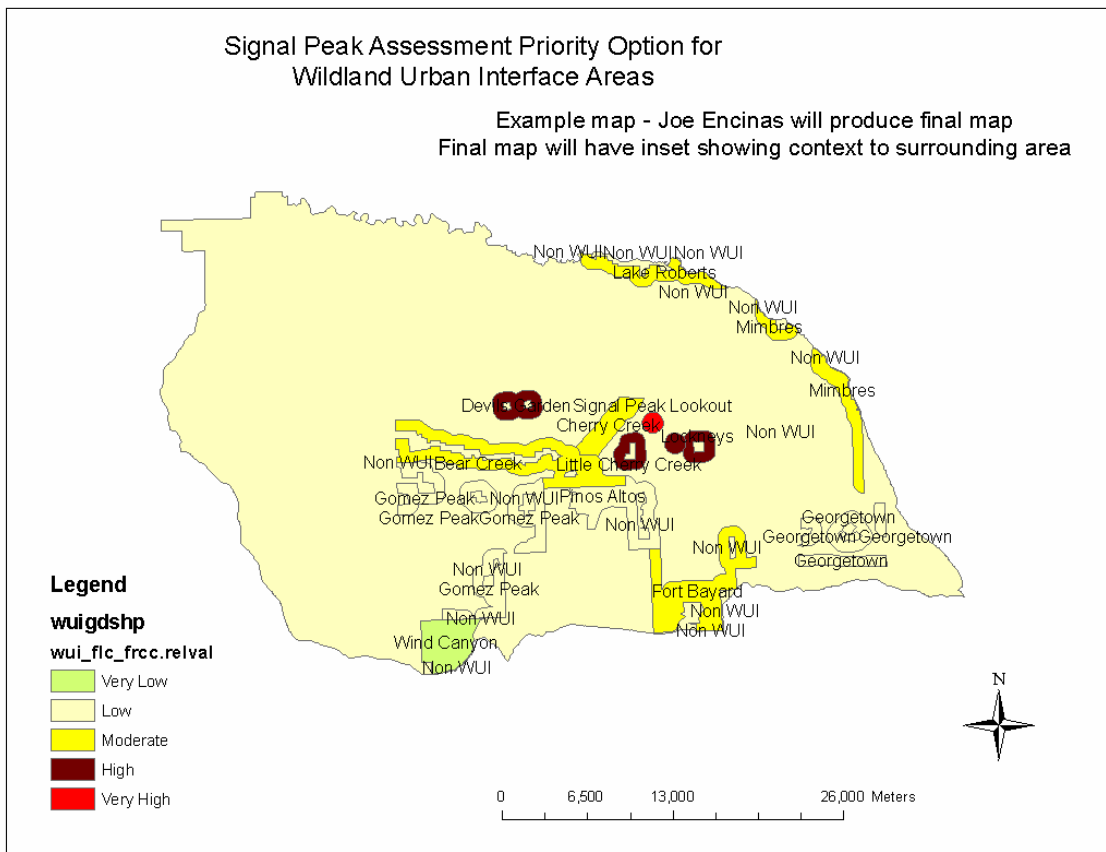 Signal Peak Assessment Priority Option for
Wildland Urban Interface Areas
Example map - Joe Encinas will produce final map
Final map will have inset showing context to surrounding area
Non WUI Non WUI Non WUI
Lake Roberts
Non WUI
Non WUI
Mimbres
Non WUI
Mimbres
Devils Garden Signal Peak Lookout
Cherry Creek
Lockneys Non WUI
Non WUI Bear Creek Little Cherry Creek
Gomez Peak Non WUI Pinos Altos
Gomez Peak Gomez Peak Non WUI
Georgetown
Georgetown Georgetown
Non WUI
Georgetown
Non WUI
Gomez Peak Fort Bayard
Non WUI
Non WUI
Non WUI
Wind Canyon
Non WUI
Legend
wuigdshp
wui_flc_frcc.relval
Very Low
Low
Moderate
High
Very High
N
0 6,500 13,000 26,000 Meters